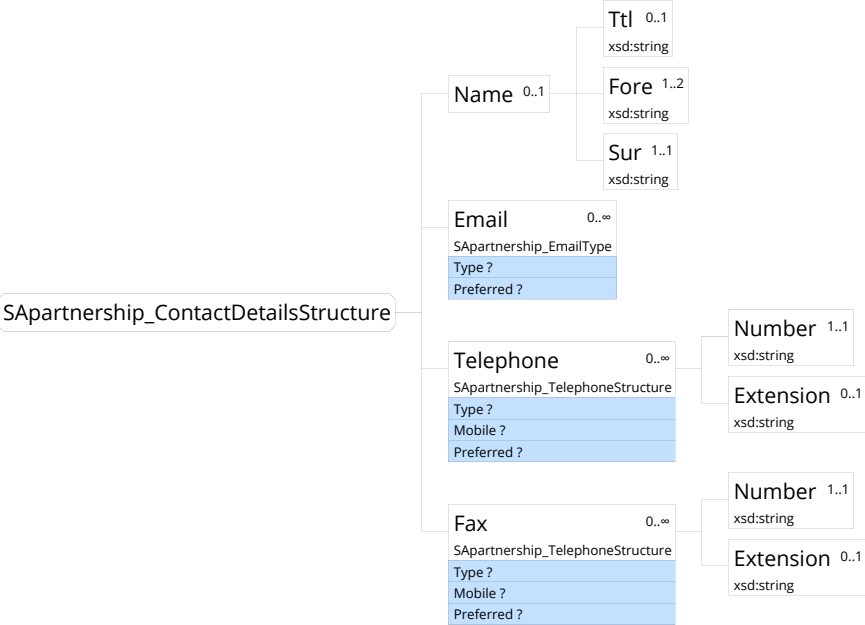 Ttl 0..1
xsd:string
Fore 1..2
xsd:string
Sur 1..1
xsd:string
Name 0..1
Email 0..∞
SApartnership_EmailType
Type ?
Preferred ?
SApartnership_ContactDetailsStructure
Telephone 0..∞
SApartnership_TelephoneStructure
Type ?
Mobile ?
Preferred ?
Number 1..1
xsd:string
Extension 0..1
xsd:string
Fax 0..∞
SApartnership_TelephoneStructure
Type ?
Mobile ?
Preferred ?
Number 1..1
xsd:string
Extension 0..1
xsd:string